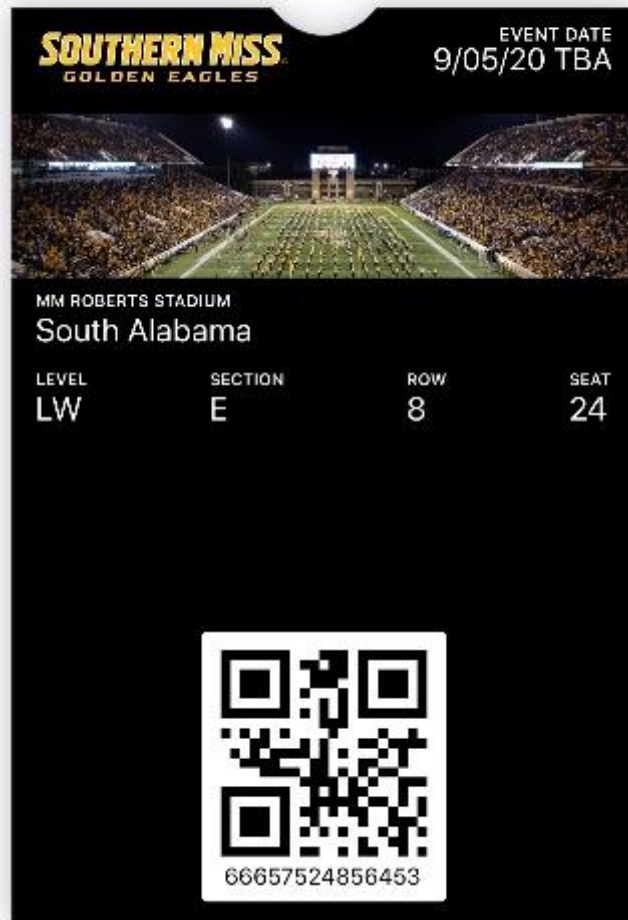 SOUTHERN MISS
GOLDEN EAGLES
EVENT DATE
9/05/20 TBA
MM ROBERTS STADIUM
South Alabama
LEVEL SECTION ROW SEAT
LW E 8 24
66657524856453